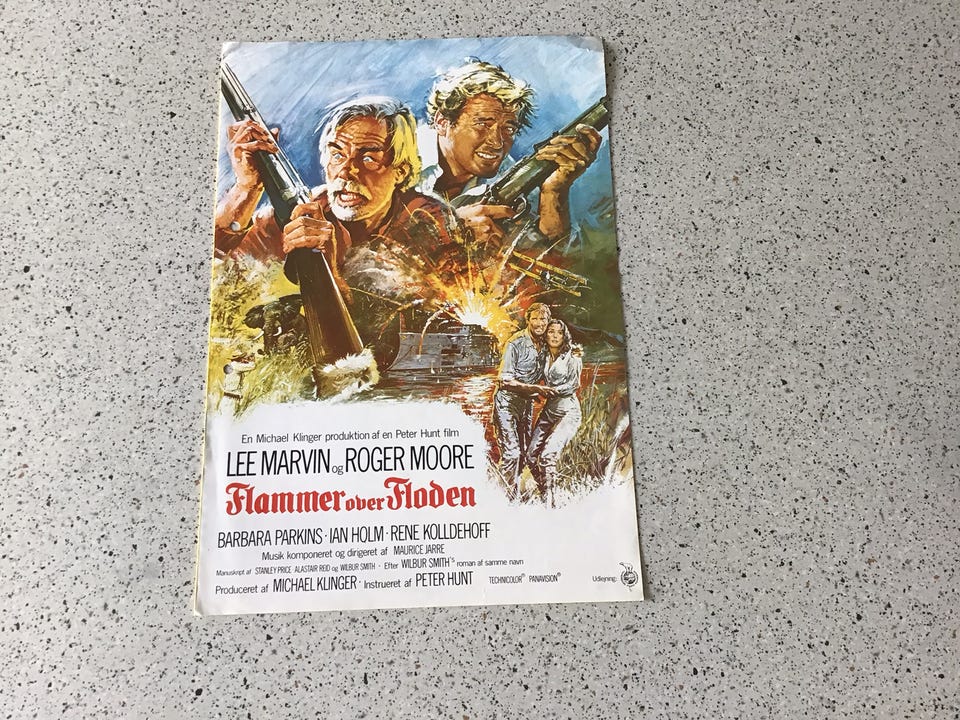 En Michael Klinger produktion af en Peter Hunt film
LEE MARVIN og ROGER MOORE
Flammer over Floden
BARBARA PARKINS · IAN HOLM · RENE KOLLDEHOFF
Musik komponeret og dirigeret af MAURICE JARRE
Manuskript af STANLEY PRICE ALASTAIR REID og WILBUR SMITH · Efter WILBUR SMITH's roman af samme navn
Produceret af MICHAEL KLINGER · Instrueret af PETER HUNT TECHNICOLOR® PANAVISION® Udlejning: